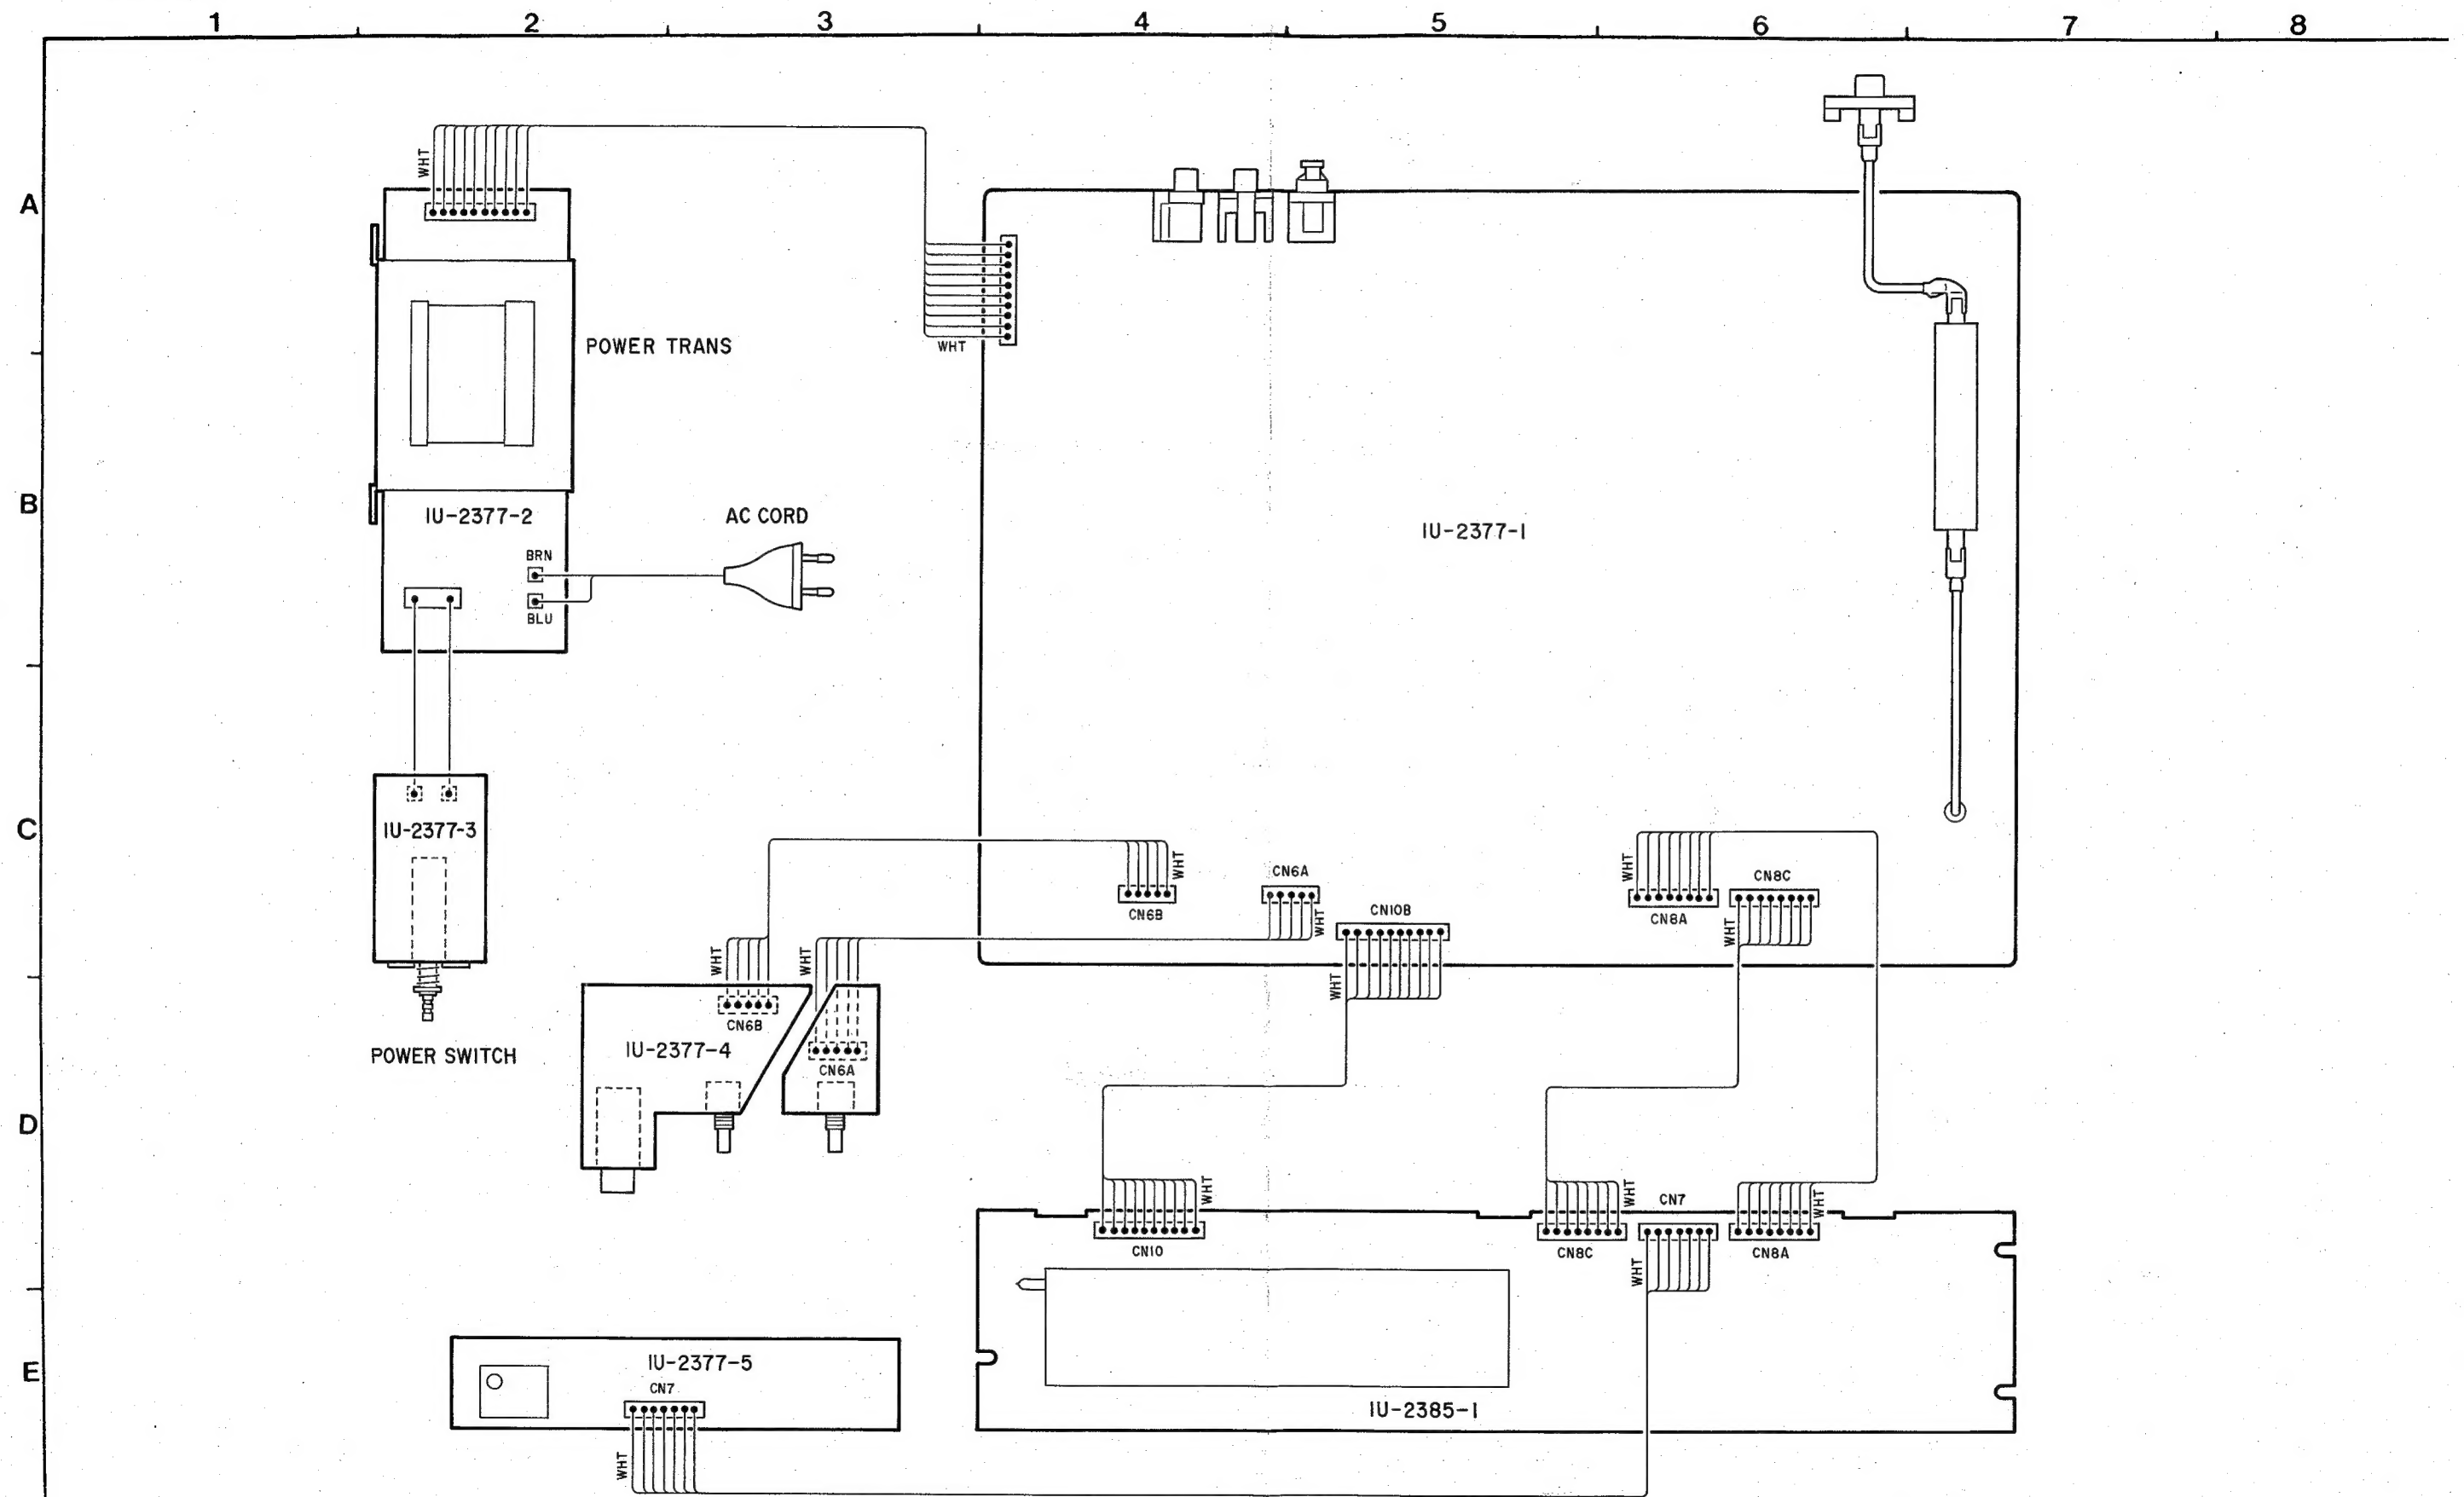 1 2 3 4 5 6 7 8
WHT
A
WHT
POWER TRANS
B
IU-2377-2
AC CORD
IU-2377-1
BRN
BLU
C
IU-2377-3
WHT
WHT
CN6A
CN8C
CN6B
WHT
CN10B
CN8A
WHT
WHT
WHT
WHT
CN6B
IU-2377-4
POWER SWITCH
CN6A
D
WHT
WHT
CN7
WHT
CN10
CN8C
CN8A
WHT
E
IU-2377-5
CN7
IU-2385-1
WHT